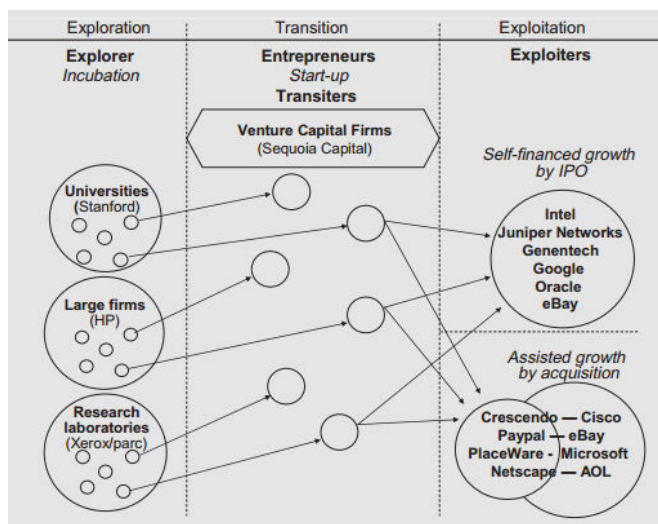 Exploration
Transition
Exploitation
Explorer
Incubation
Entrepreneurs
Start-up
Transiters
Exploiters
Venture Capital Firms
(Sequoia Capital)
Universities
(Stanford)
Large firms
(HP)
Research
laboratories
(Xerox/parc)
Self-financed growth
by IPO
Intel
Juniper Networks
Genentech
Google
Oracle
eBay
Assisted growth
by acquisition
Crescendo — Cisco
Paypal — eBay
PlaceWare - Microsoft
Netscape — AOL